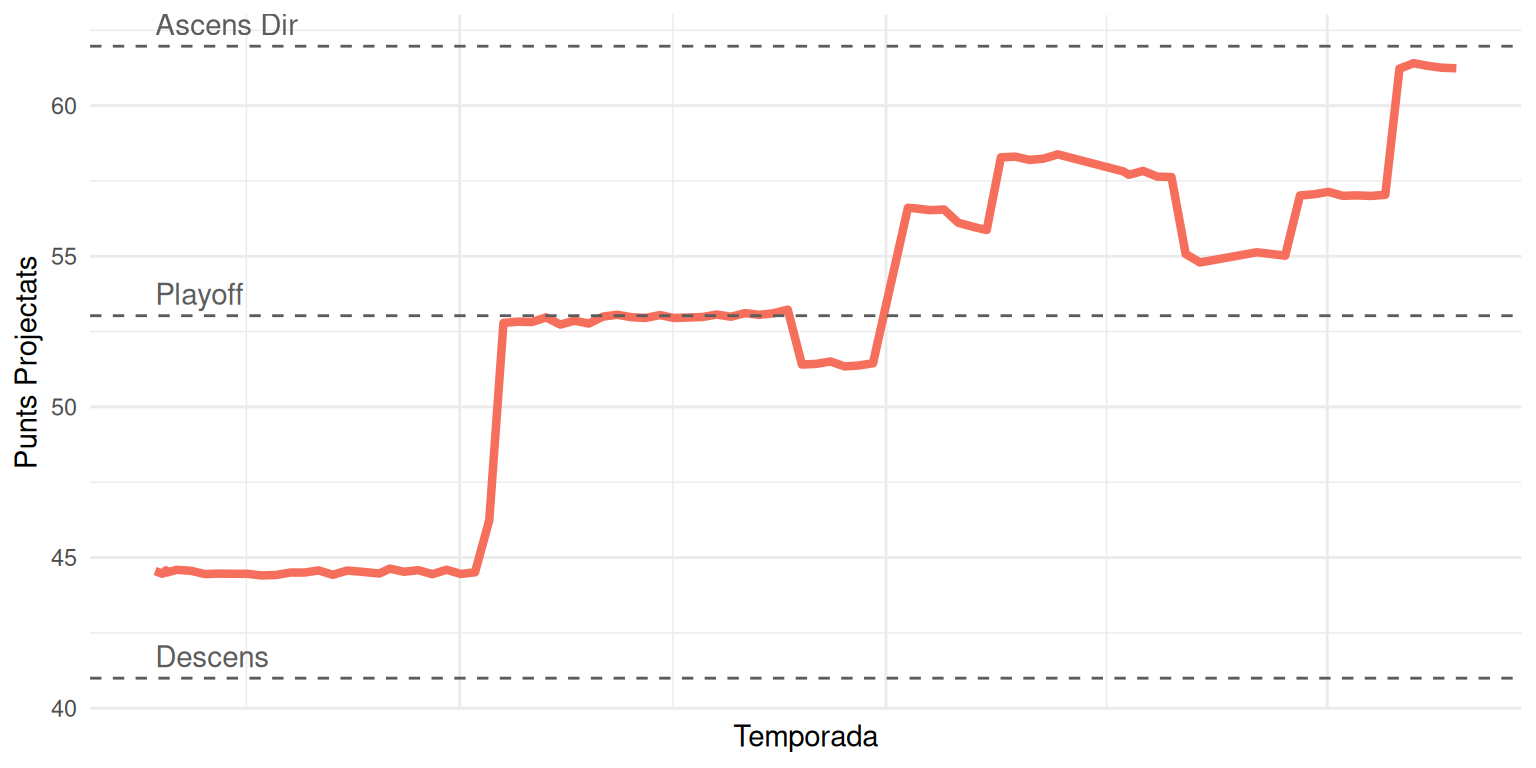 Ascens Dir
60
55
Playoff
50
45
Descens
40
Punts Projectats
Temporada